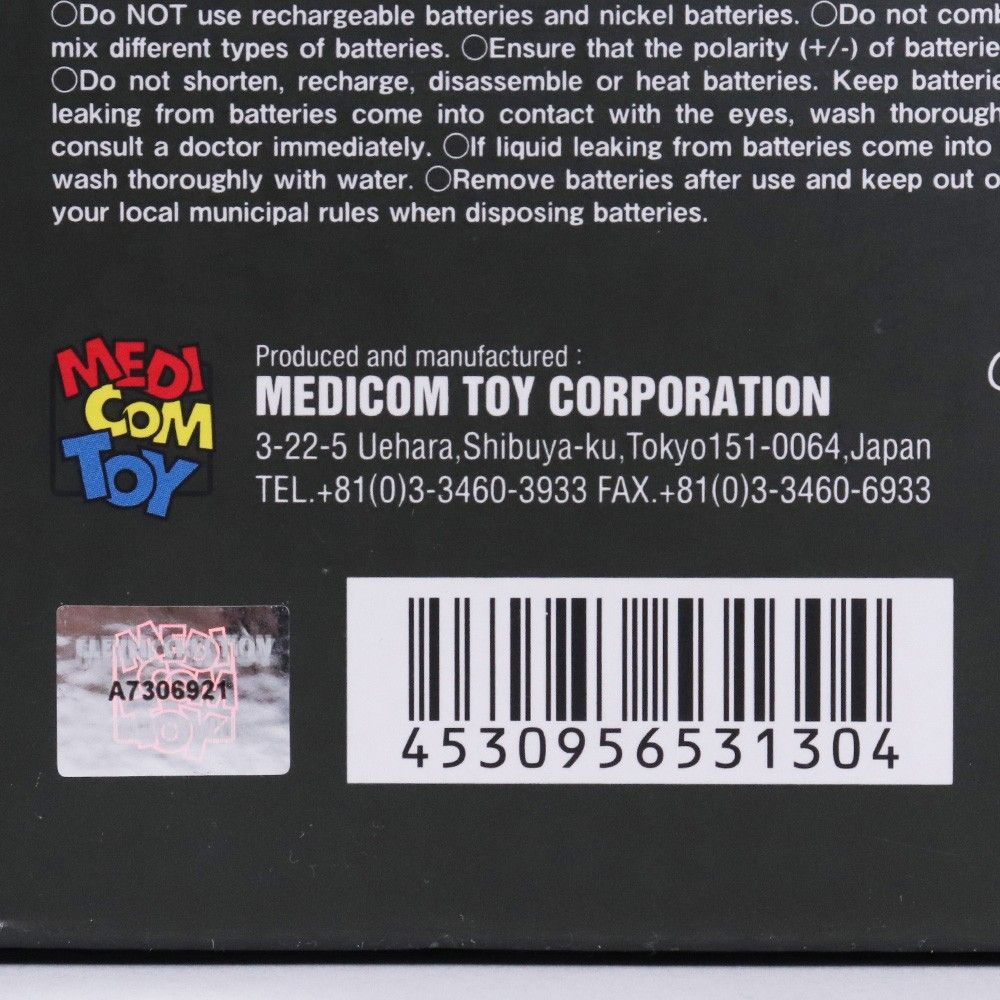 ○Do NOT use rechargeable batteries and nickel batteries. ○Do not comb
mix different types of batteries. ○Ensure that the polarity (+/-) of batterie
○Do not shorten, recharge, disassemble or heat batteries. Keep batterie
leaking from batteries come into contact with the eyes, wash thorough
consult a doctor immediately. ○If liquid leaking from batteries come into
wash thoroughly with water. ○Remove batteries after use and keep out o
your local municipal rules when disposing batteries.
MEDI
COM
TOY
Produced and manufactured :
MEDICOM TOY CORPORATION
3-22-5 Uehara,Shibuya-ku,Tokyo151-0064,Japan
TEL.+81(0)3-3460-3933 FAX.+81(0)3-3460-6933
MEDI
COM
TOY
A7306921
4530956531304